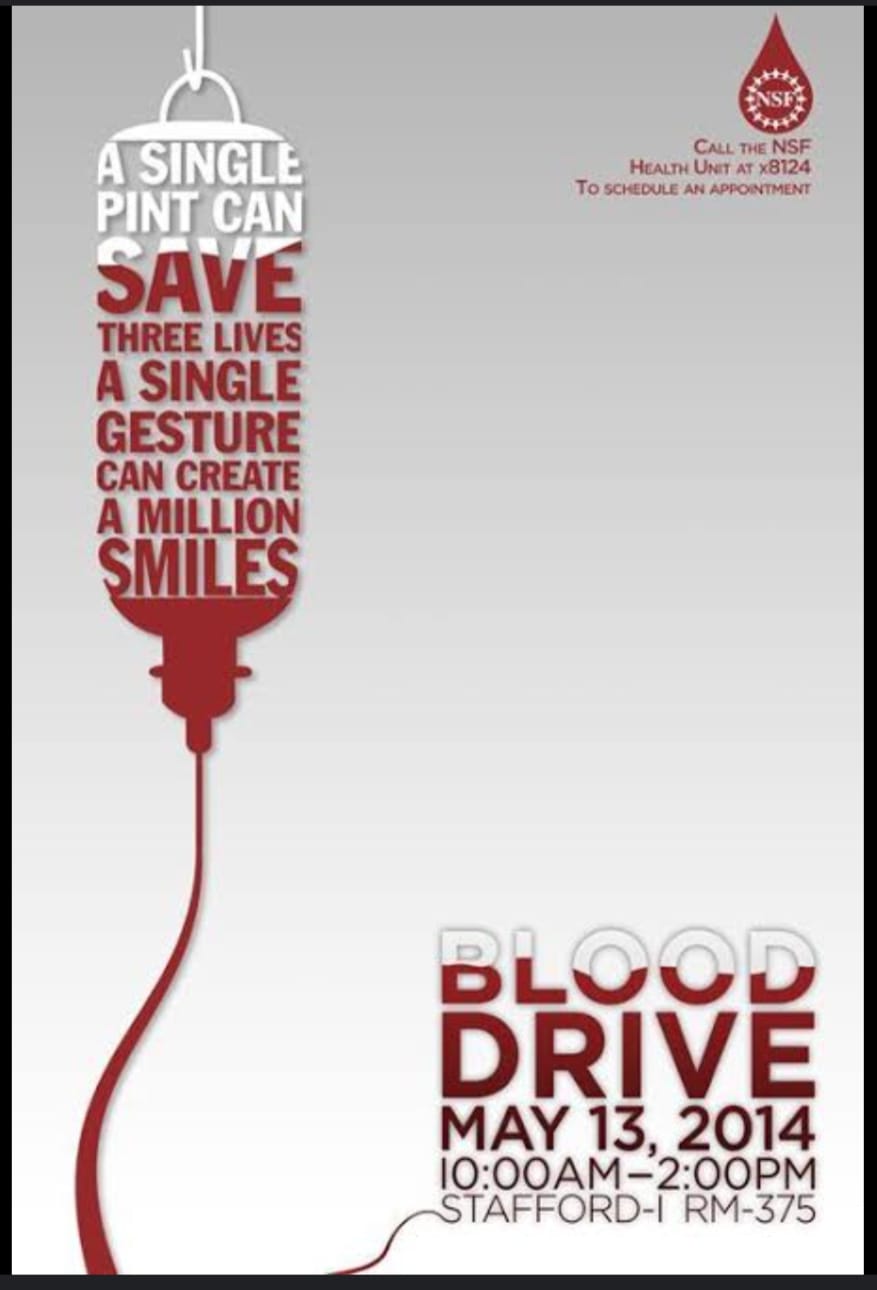 A SINGLE
PINT CAN
SAVE
THREE LIVES
A SINGLE
GESTURE
CAN CREATE
A MILLION
SMILES
NSF
CALL THE NSF
HEALTH UNIT AT x8124
TO SCHEDULE AN APPOINTMENT
BLOOD
DRIVE
MAY 13, 2014
10:00AM–2:00PM
STAFFORD-I RM-375